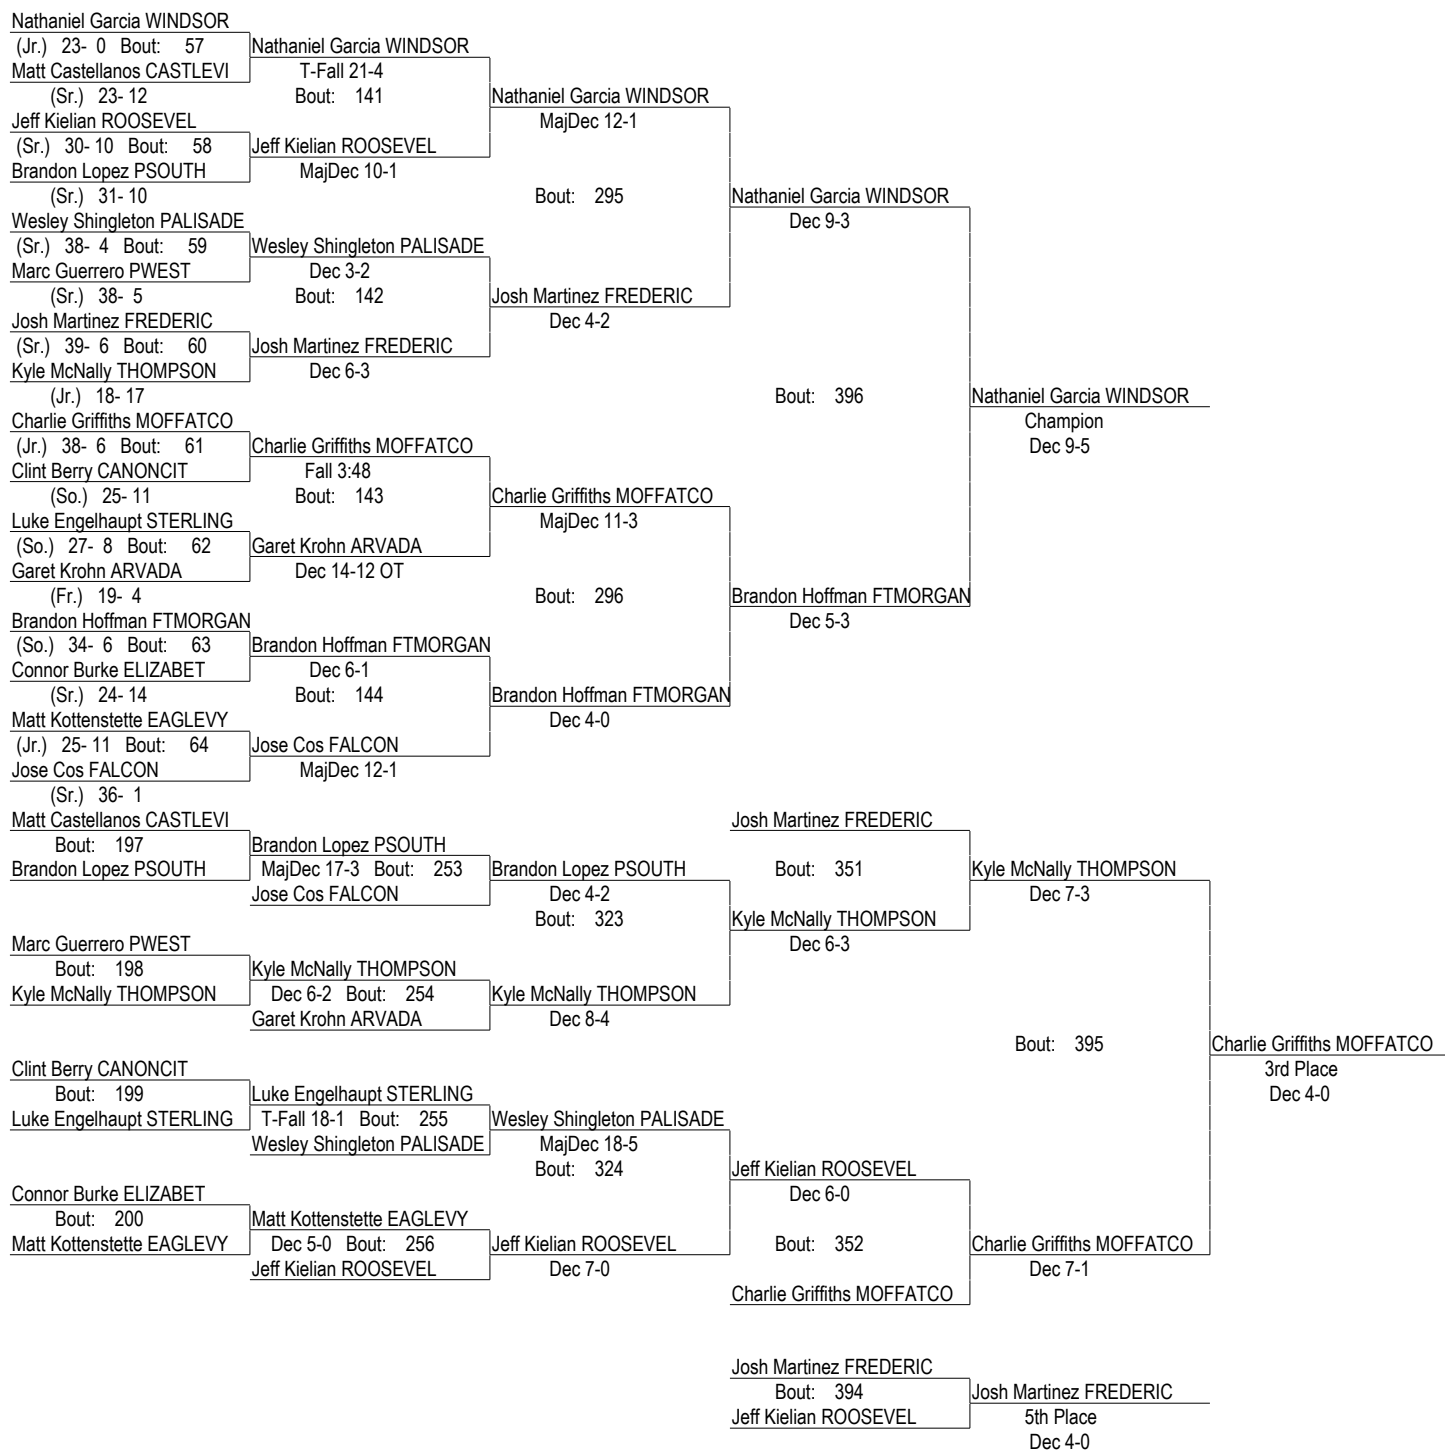 Nathaniel Garcia WINDSOR
(Jr.) 23- 0 Bout: 57 Nathaniel Garcia WINDSOR
Matt Castellanos CASTLEVI T-Fall 21-4
(Sr.) 23- 12 Bout: 141 Nathaniel Garcia WINDSOR
Jeff Kielian ROOSEVEL MajDec 12-1
(Sr.) 30- 10 Bout: 58 Jeff Kielian ROOSEVEL
Brandon Lopez PSOUTH MajDec 10-1
(Sr.) 31- 10 Bout: 295 Nathaniel Garcia WINDSOR
Wesley Shingleton PALISADE Dec 9-3
(Sr.) 38- 4 Bout: 59 Wesley Shingleton PALISADE
Marc Guerrero PWEST Dec 3-2
(Sr.) 38- 5 Bout: 142 Josh Martinez FREDERIC
Josh Martinez FREDERIC Dec 4-2
(Sr.) 39- 6 Bout: 60 Josh Martinez FREDERIC
Kyle McNally THOMPSON Dec 6-3
(Jr.) 18- 17 Bout: 396 Nathaniel Garcia WINDSOR
Charlie Griffiths MOFFATCO Champion
(Jr.) 38- 6 Bout: 61 Charlie Griffiths MOFFATCO Dec 9-5
Clint Berry CANONCIT Fall 3:48
(So.) 25- 11 Bout: 143 Charlie Griffiths MOFFATCO
Luke Engelhaupt STERLING MajDec 11-3
(So.) 27- 8 Bout: 62 Garet Krohn ARVADA
Garet Krohn ARVADA Dec 14-12 OT
(Fr.) 19- 4 Bout: 296 Brandon Hoffman FTMORGAN
Brandon Hoffman FTMORGAN Dec 5-3
(So.) 34- 6 Bout: 63 Brandon Hoffman FTMORGAN
Connor Burke ELIZABET Dec 6-1
(Sr.) 24- 14 Bout: 144 Brandon Hoffman FTMORGAN
Matt Kottenstette EAGLEVY Dec 4-0
(Jr.) 25- 11 Bout: 64 Jose Cos FALCON
Jose Cos FALCON MajDec 12-1
(Sr.) 36- 1
Matt Castellanos CASTLEVI Josh Martinez FREDERIC
Bout: 197 Brandon Lopez PSOUTH
Brandon Lopez PSOUTH MajDec 17-3 Bout: 253 Brandon Lopez PSOUTH Bout: 351 Kyle McNally THOMPSON
Jose Cos FALCON Dec 4-2 Dec 7-3
Bout: 323 Kyle McNally THOMPSON
Marc Guerrero PWEST Dec 6-3
Bout: 198 Kyle McNally THOMPSON
Kyle McNally THOMPSON Dec 6-2 Bout: 254 Kyle McNally THOMPSON
Garet Krohn ARVADA Dec 8-4
Bout: 395 Charlie Griffiths MOFFATCO
Clint Berry CANONCIT 3rd Place
Bout: 199 Luke Engelhaupt STERLING Dec 4-0
Luke Engelhaupt STERLING T-Fall 18-1 Bout: 255 Wesley Shingleton PALISADE
Wesley Shingleton PALISADE MajDec 18-5
Bout: 324 Jeff Kielian ROOSEVEL
Connor Burke ELIZABET Dec 6-0
Bout: 200 Matt Kottenstette EAGLEVY
Matt Kottenstette EAGLEVY Dec 5-0 Bout: 256 Jeff Kielian ROOSEVEL Bout: 352 Charlie Griffiths MOFFATCO
Jeff Kielian ROOSEVEL Dec 7-0 Dec 7-1
Charlie Griffiths MOFFATCO
Josh Martinez FREDERIC
Bout: 394 Josh Martinez FREDERIC
Jeff Kielian ROOSEVEL 5th Place
Dec 4-0